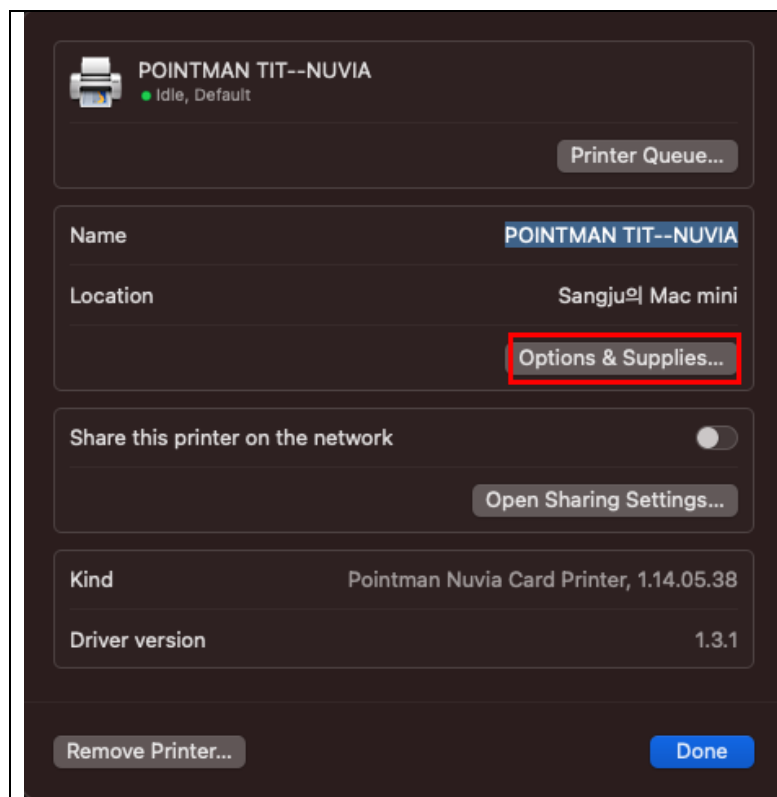 POINTMAN TIT--NUVIA
Idle, Default
Printer Queue...
Name POINTMAN TIT--NUVIA
Location Sangju의 Mac mini
Options & Supplies...
Share this printer on the network
Open Sharing Settings...
Kind Pointman Nuvia Card Printer, 1.14.05.38
Driver version 1.3.1
Remove Printer... Done